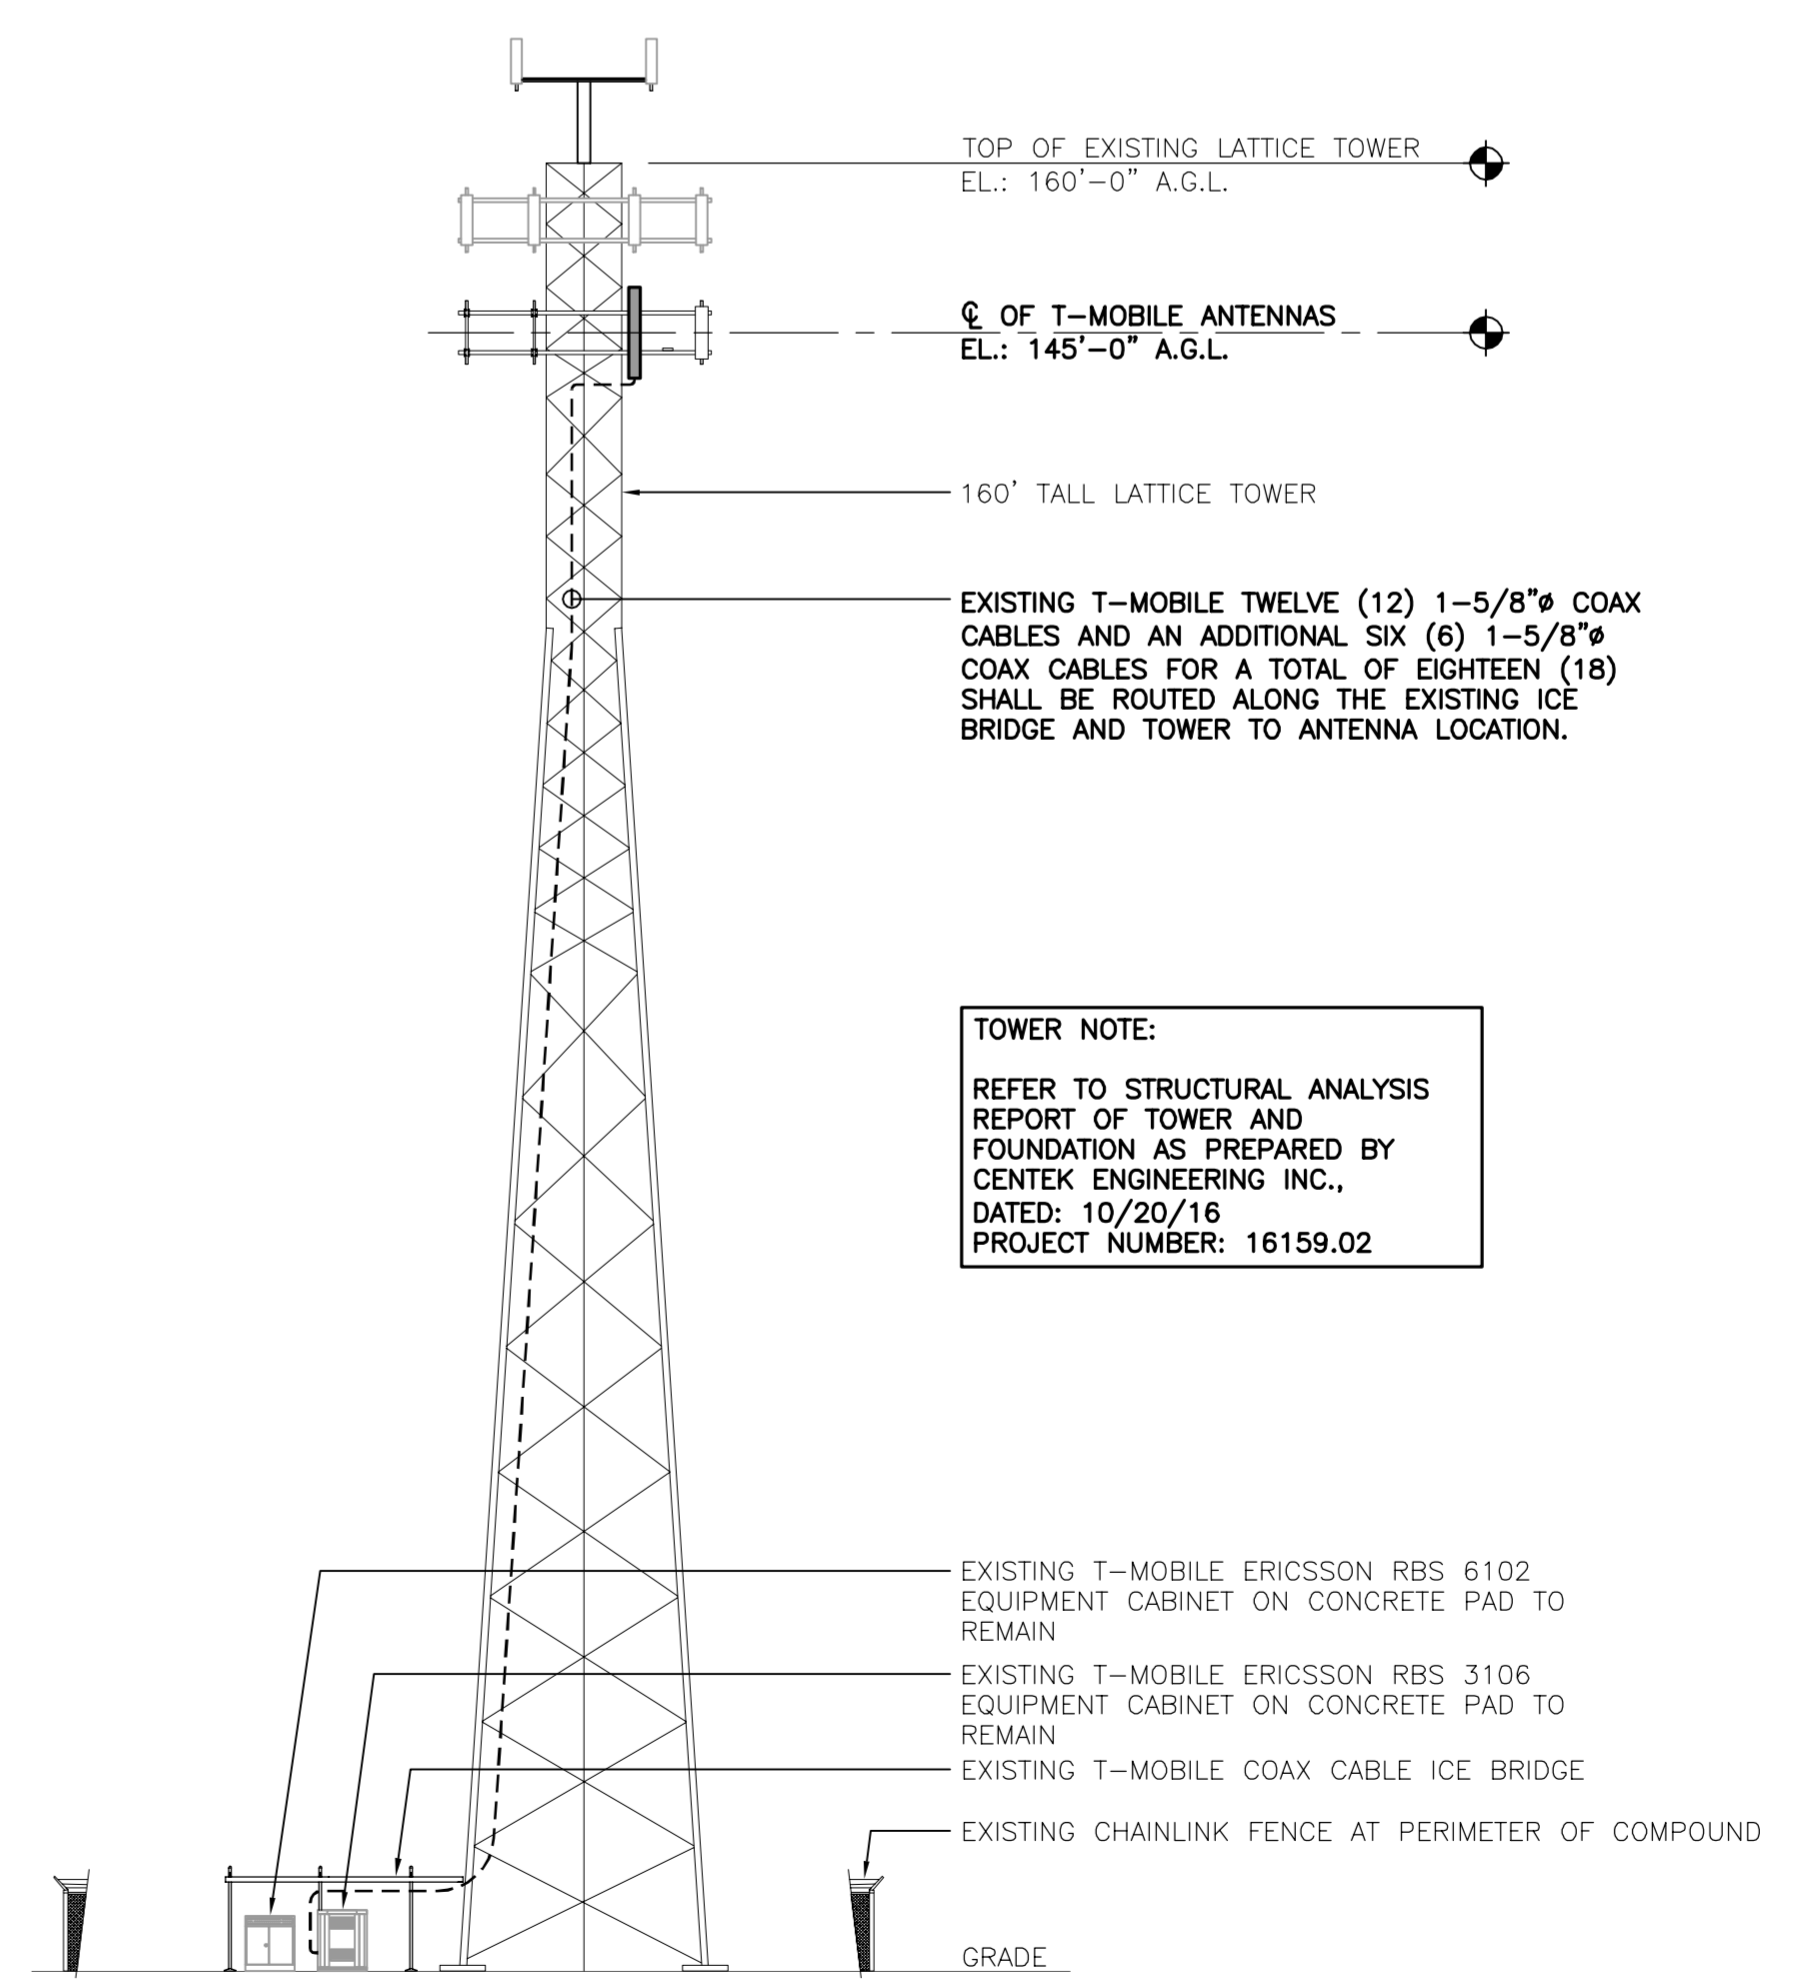 TOP OF EXISTING LATTICE TOWER
EL.: 160'-0" A.G.L.
℄ OF T-MOBILE ANTENNAS
EL.: 145'-0" A.G.L.
160' TALL LATTICE TOWER
EXISTING T-MOBILE TWELVE (12) 1-5/8"ø COAX
CABLES AND AN ADDITIONAL SIX (6) 1-5/8"ø
COAX CABLES FOR A TOTAL OF EIGHTEEN (18)
SHALL BE ROUTED ALONG THE EXISTING ICE
BRIDGE AND TOWER TO ANTENNA LOCATION.
TOWER NOTE:
REFER TO STRUCTURAL ANALYSIS
REPORT OF TOWER AND
FOUNDATION AS PREPARED BY
CENTEK ENGINEERING INC.,
DATED: 10/20/16
PROJECT NUMBER: 16159.02
EXISTING T-MOBILE ERICSSON RBS 6102
EQUIPMENT CABINET ON CONCRETE PAD TO
REMAIN
EXISTING T-MOBILE ERICSSON RBS 3106
EQUIPMENT CABINET ON CONCRETE PAD TO
REMAIN
EXISTING T-MOBILE COAX CABLE ICE BRIDGE
EXISTING CHAINLINK FENCE AT PERIMETER OF COMPOUND
GRADE